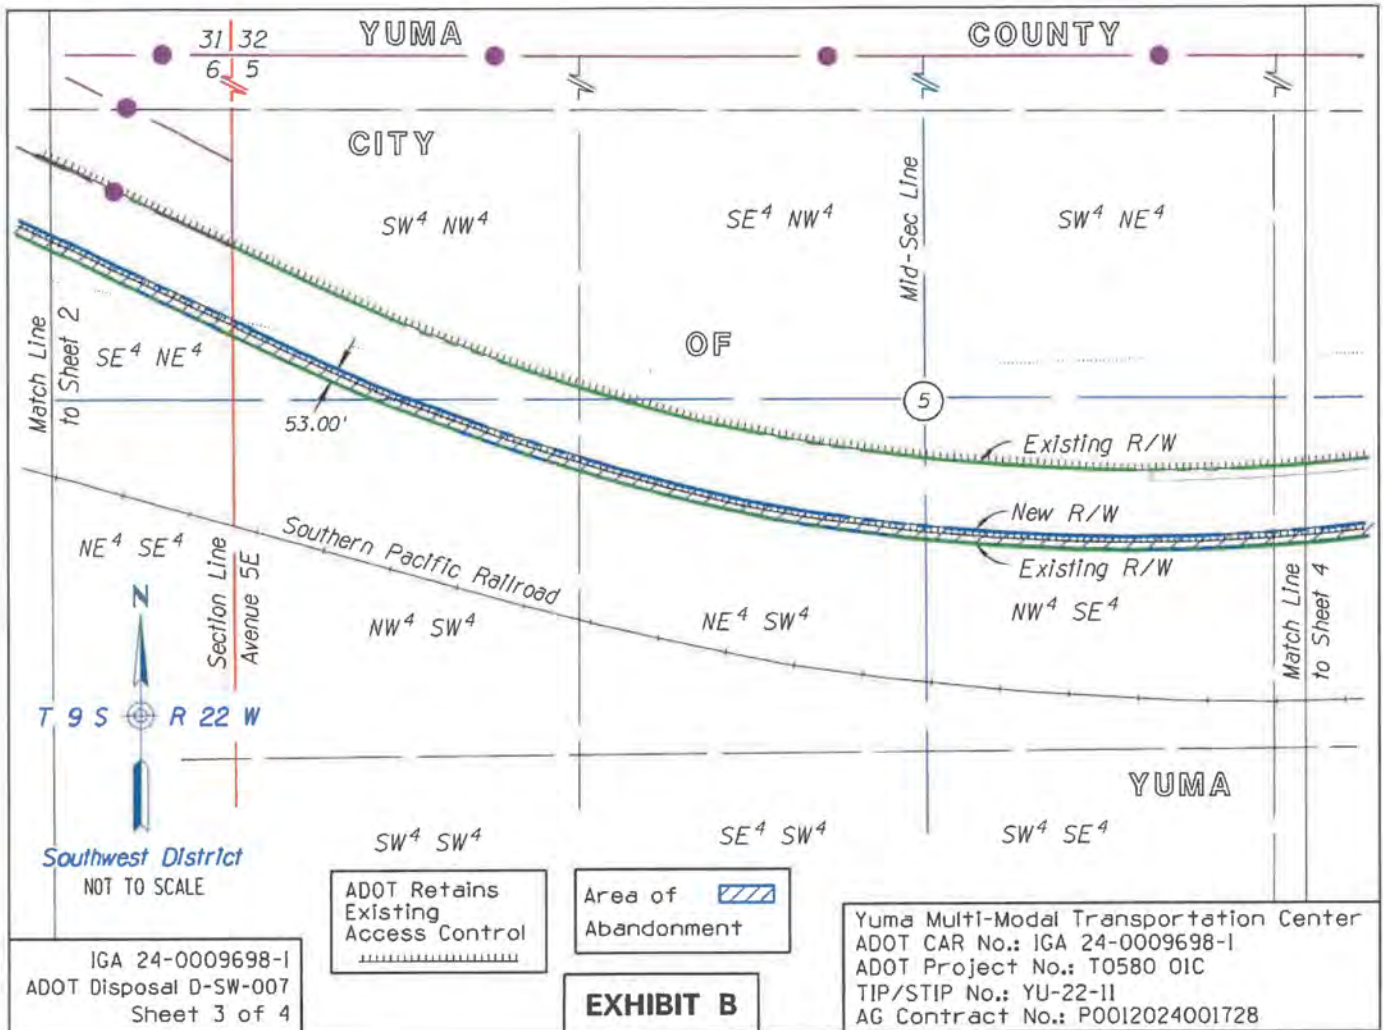 31 32
YUMA
COUNTY
6 5
CITY
Mid-Sec Line
SW⁴ NW⁴
SE⁴ NW⁴
SW⁴ NE⁴
Match Line
to Sheet 2
SE⁴ NE⁴
OF
5
53.00'
Existing R/W
New R/W
Existing R/W
Southern Pacific Railroad
NE⁴ SE⁴
Section Line
Avenue 5E
N
NW⁴ SW⁴
NE⁴ SW⁴
NW⁴ SE⁴
Match Line
to Sheet 4
T 9 S R 22 W
YUMA
SW⁴ SW⁴
SE⁴ SW⁴
SW⁴ SE⁴
Southwest District
NOT TO SCALE
ADOT Retains
Existing
Access Control
Area of
Abandonment
IGA 24-0009698-I
ADOT Disposal D-SW-007
Sheet 3 of 4
EXHIBIT B
Yuma Multi-Modal Transportation Center
ADOT CAR No.: IGA 24-0009698-I
ADOT Project No.: T0580 01C
TIP/STIP No.: YU-22-11
AG Contract No.: P0012024001728